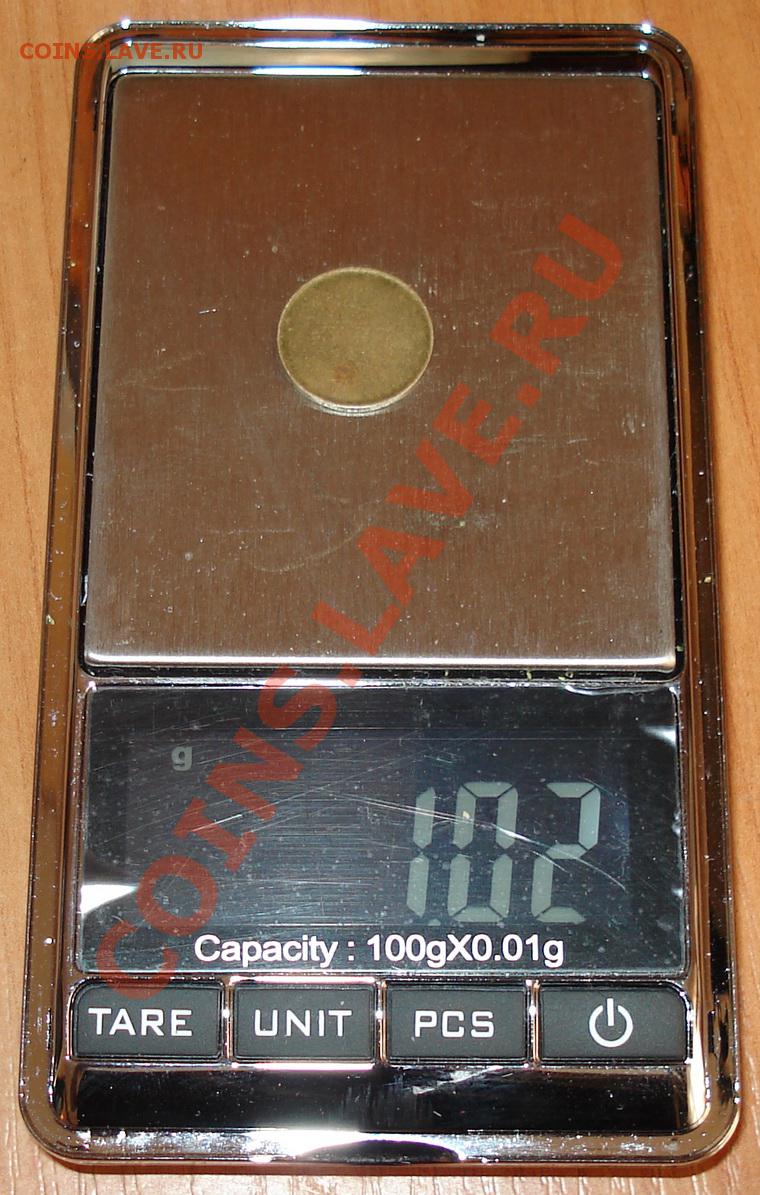 COINS.LAVE.RU
COINS.LAVE.RU
g
1.02
Capacity : 100gX0.01g
TARE UNIT PCS